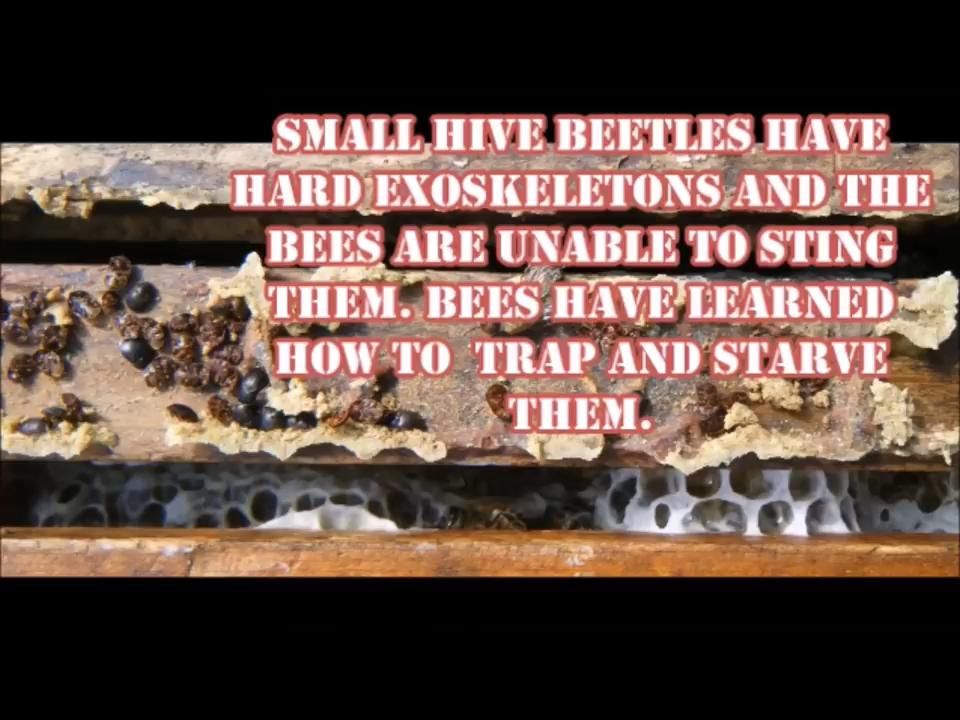 SMALL HIVE BEETLES HAVE
HARD EXOSKELETONS AND THE
BEES ARE UNABLE TO STING
THEM. BEES HAVE LEARNED
HOW TO  TRAP AND STARVE
THEM.